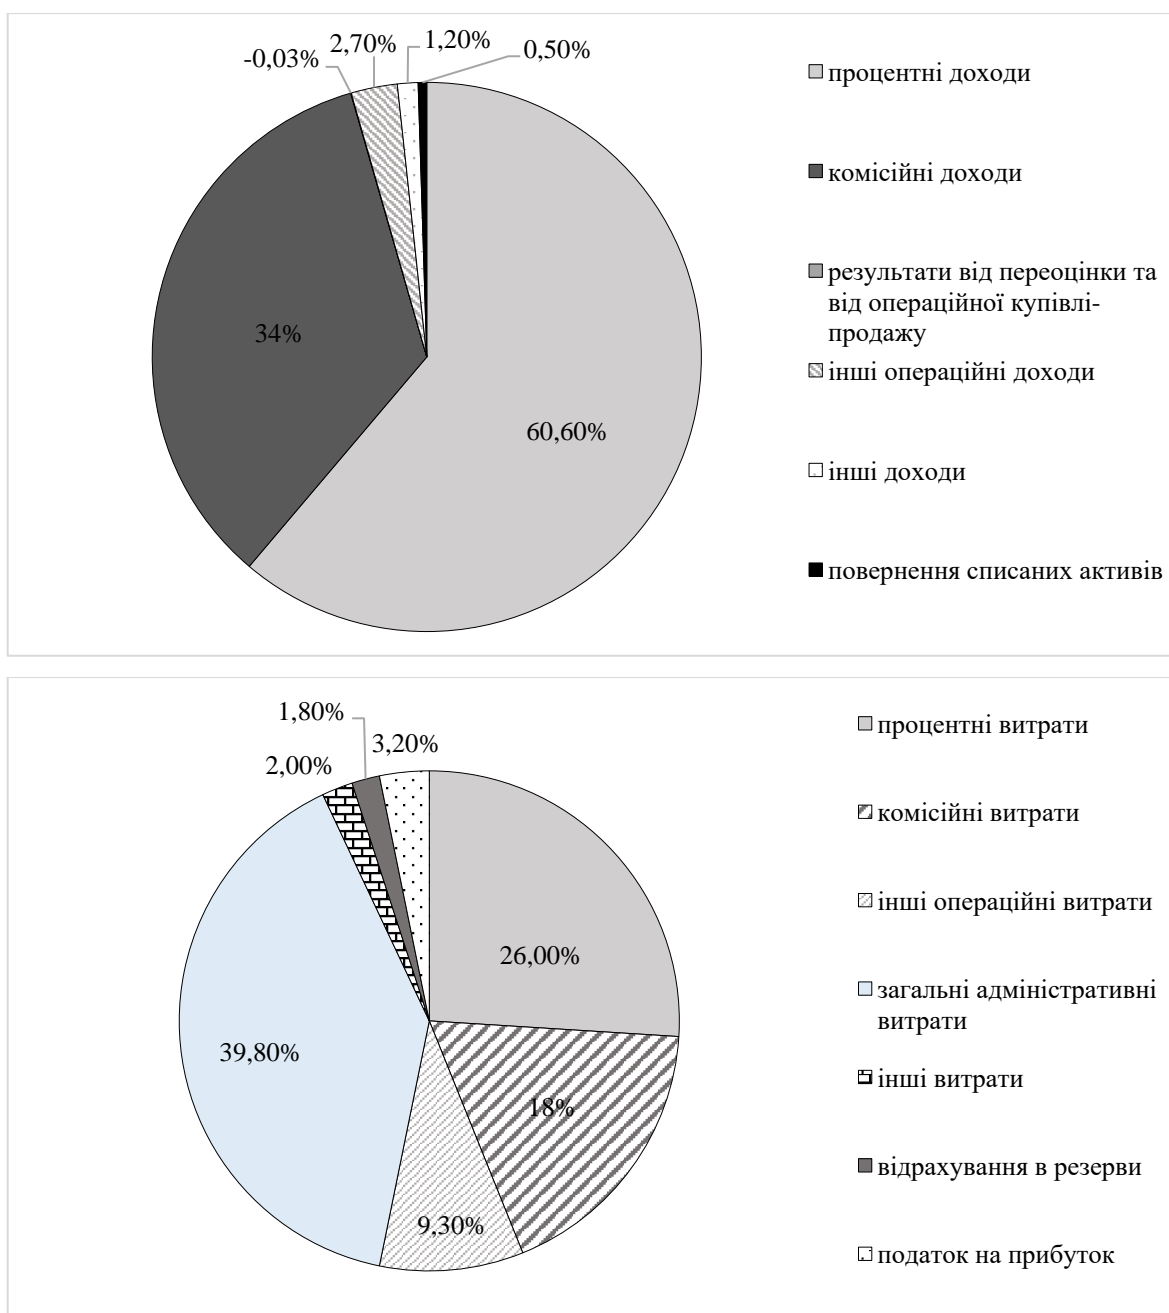 -0,03%
2,70%
1,20%
0,50%
34%
60,60%
процентні доходи
комісійні доходи
результати від переоцінки та
від операційної купівлі-
продажу
інші операційні доходи
інші доходи
повернення списаних активів
1,80%
2,00%
3,20%
26,00%
39,80%
18%
9,30%
процентні витрати
комісійні витрати
інші операційні витрати
загальні адміністративні
витрати
інші витрати
відрахування в резерви
податок на прибуток